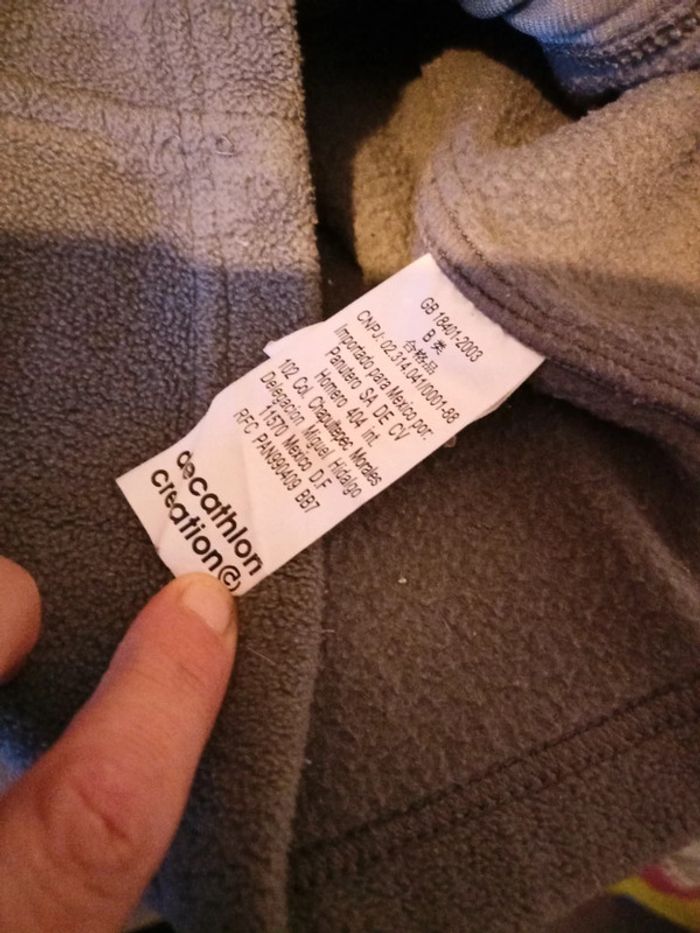 GB 18401-2003
B 类
合格品
CNPJ: 02.314.041/0001-88
Importado para Mexico por:
Panutero SA DE CV
Homero 404 int.
102 Col. Chapultepec Morales
Delegacion Miguel Hidalgo
11570 Mexico D.F
RFC PAN990409 BB7
decathlon
creation©